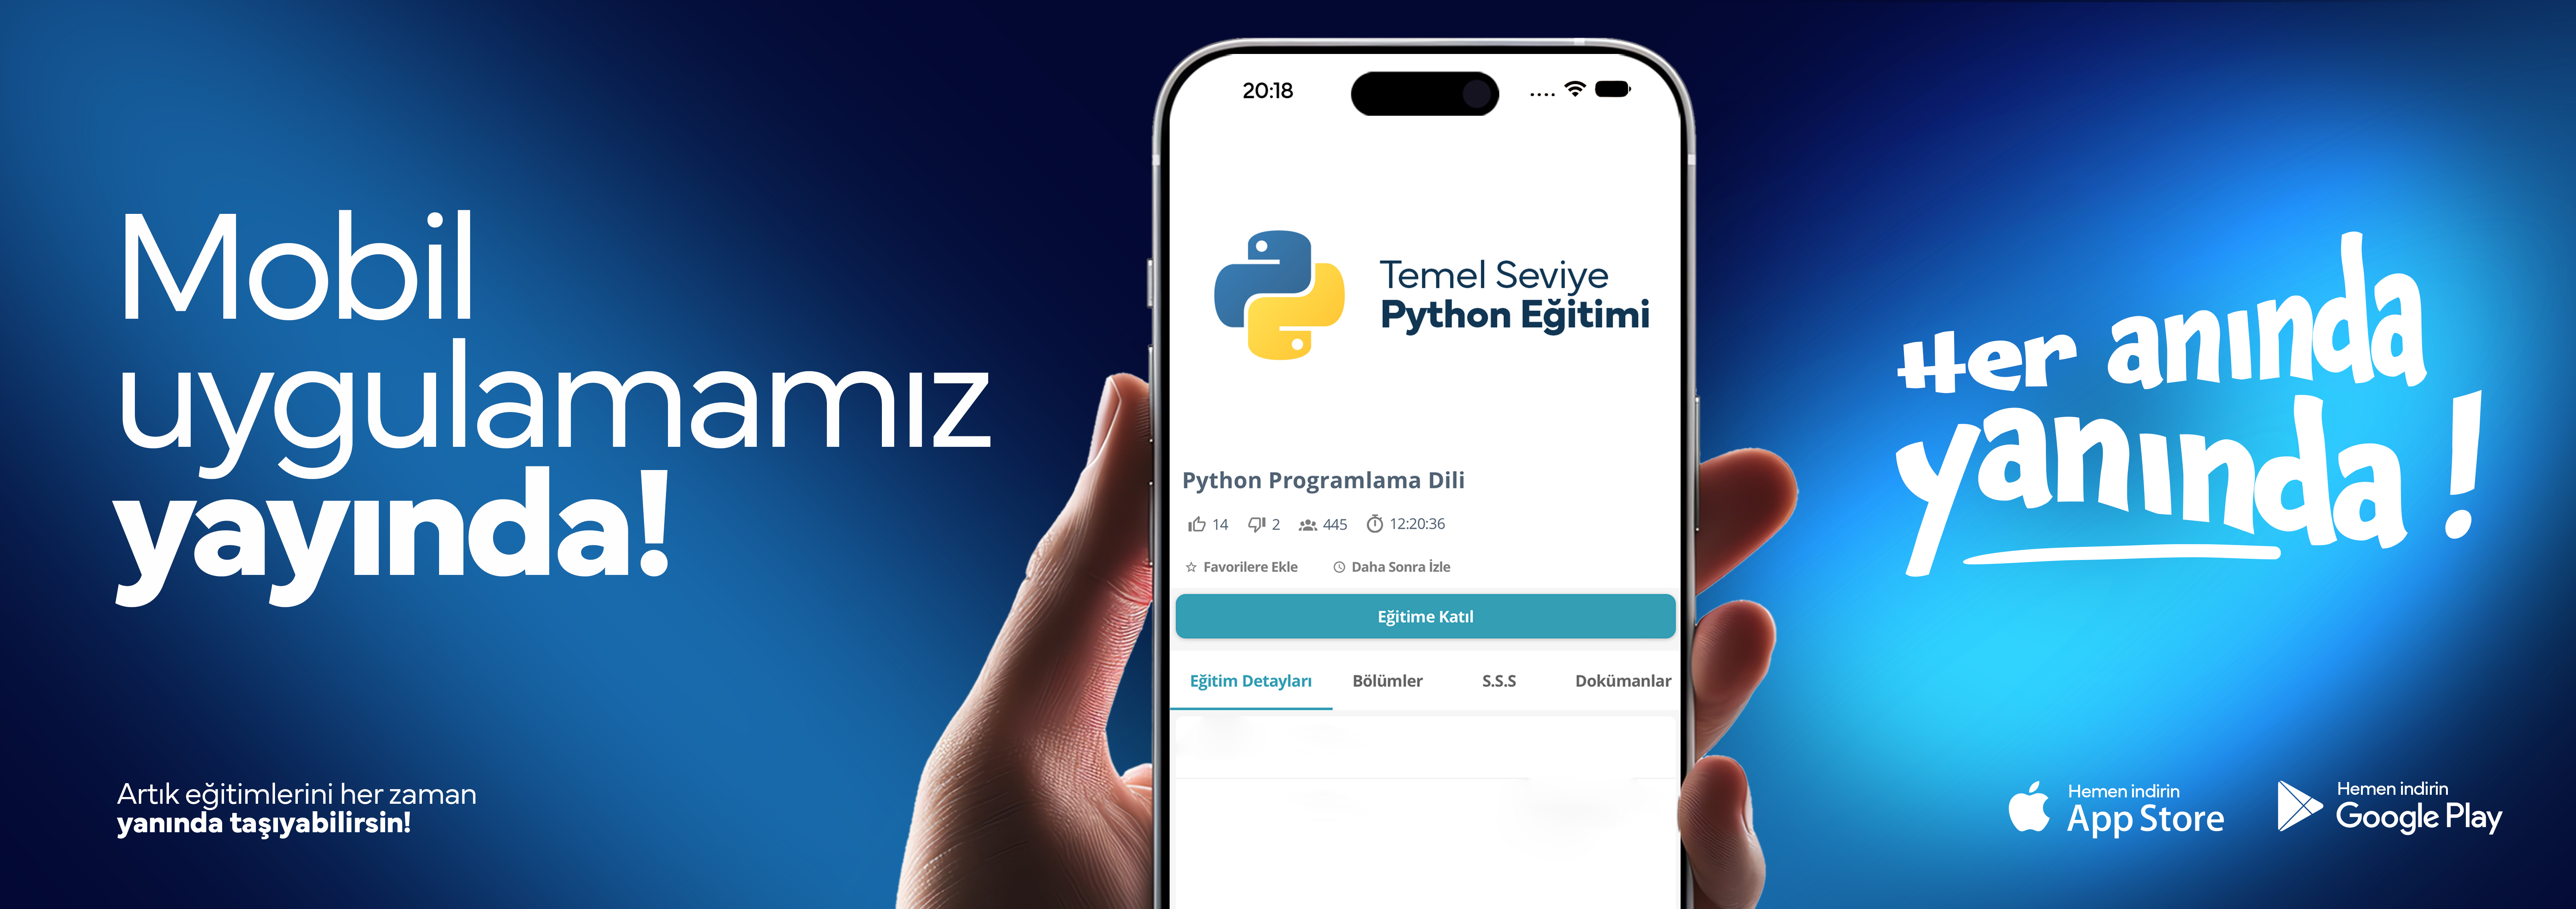 Mobil
uygulamamız
yayında!
Artık eğitimlerini her zaman
yanında taşıyabilirsin!
20:18
Temel Seviye
Python Eğitimi
Python Programlama Dili
14 2 445 12:20:36
Favorilere Ekle Daha Sonra İzle
Eğitime Katıl
Eğitim Detayları Bölümler S.S.S Dokümanlar
Her anında
yanında!
Hemen indirin
App Store
Hemen indirin
Google Play